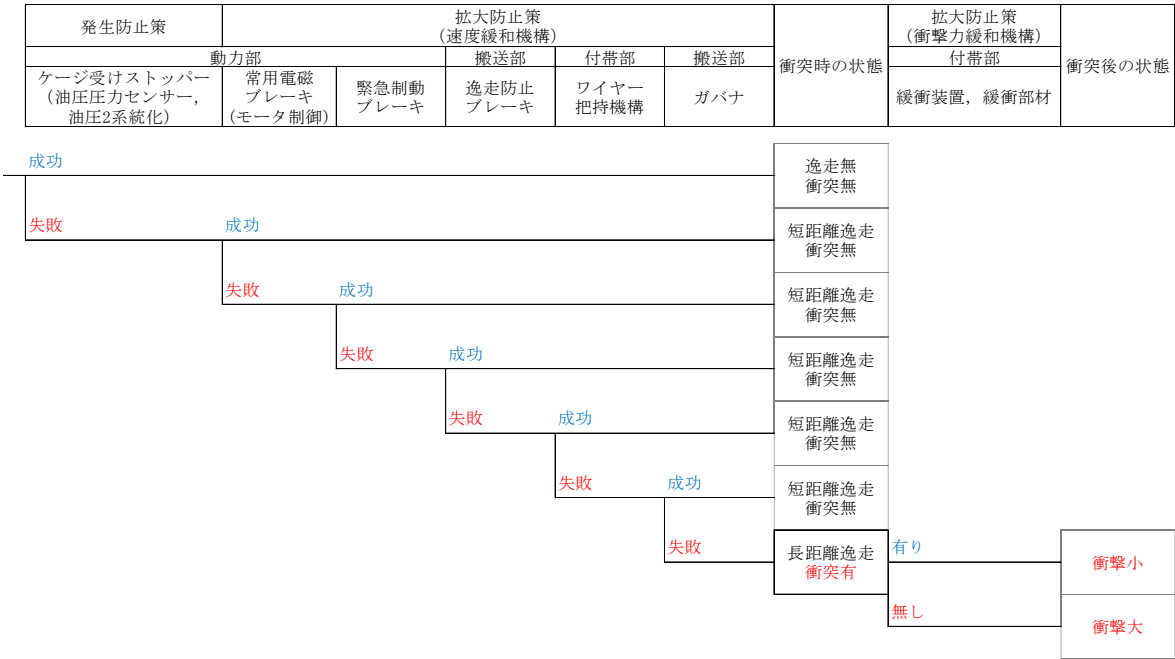 発生防止策
拡大防止策
（速度緩和機構）
衝突時の状態
拡大防止策
（衝撃力緩和機構）
衝突後の状態
動力部
搬送部
付帯部
搬送部
付帯部
ケージ受けストッパー
（油圧圧力センサー，
油圧2系統化）
常用電磁
ブレーキ
（モータ制御）
緊急制動
ブレーキ
逸走防止
ブレーキ
ワイヤー
把持機構
ガバナ
緩衝装置，緩衝部材
成功
逸走無
衝突無
失敗
成功
短距離逸走
衝突無
失敗
成功
短距離逸走
衝突無
失敗
成功
短距離逸走
衝突無
失敗
成功
短距離逸走
衝突無
失敗
成功
短距離逸走
衝突無
失敗
長距離逸走
衝突有
有り
衝撃小
無し
衝撃大